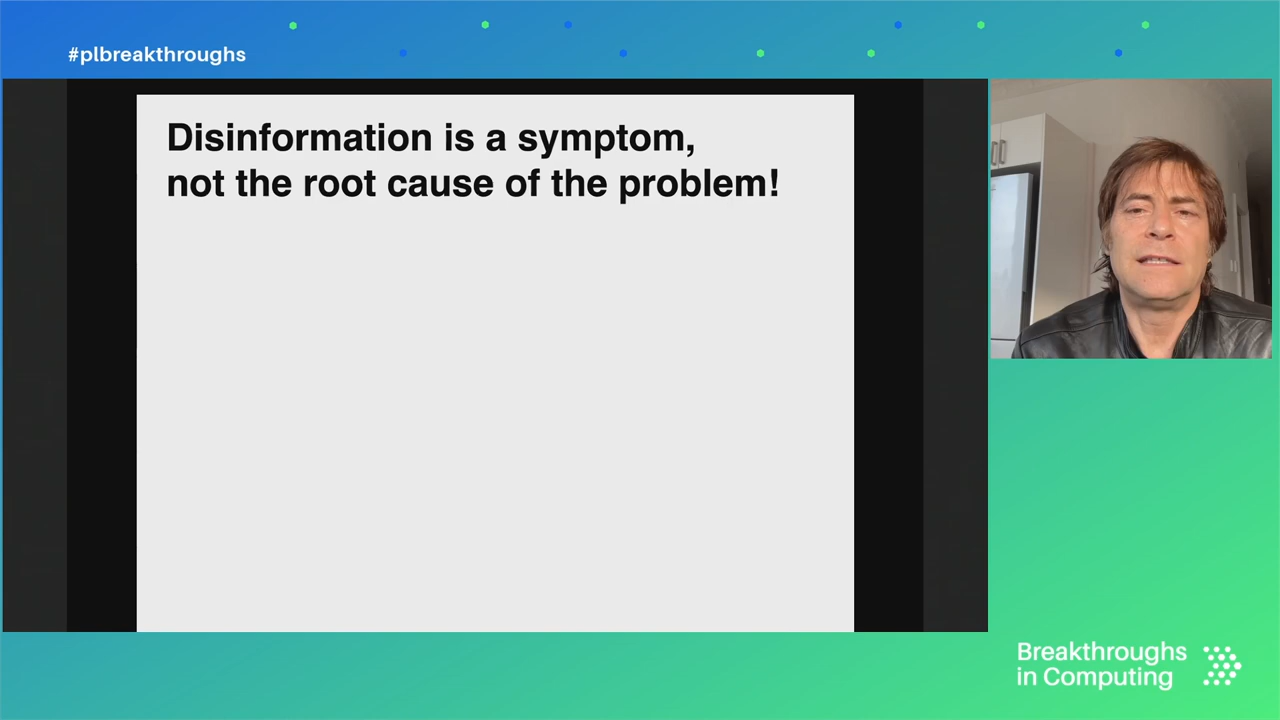 #plbreakthroughs
Disinformation is a symptom,
not the root cause of the problem!
Breakthroughs
in Computing